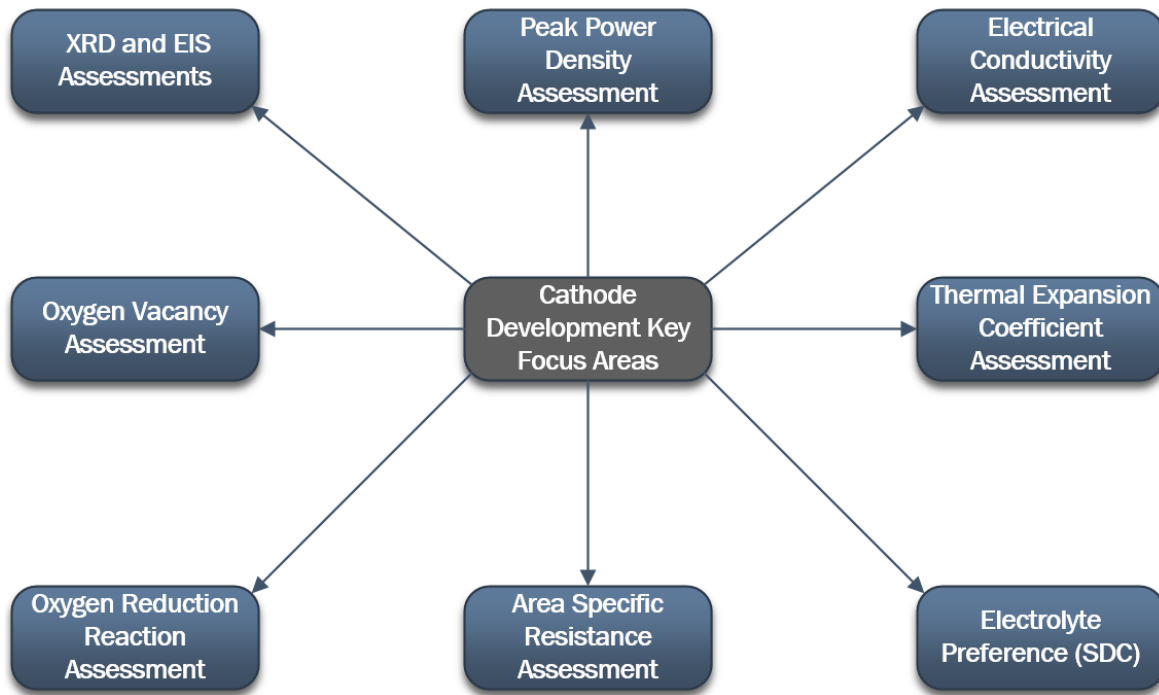 XRD and EIS
Assessments
Peak Power
Density
Assessment
Electrical
Conductivity
Assessment
Oxygen Vacancy
Assessment
Cathode
Development Key
Focus Areas
Thermal Expansion
Coefficient
Assessment
Oxygen Reduction
Reaction
Assessment
Area Specific
Resistance
Assessment
Electrolyte
Preference (SDC)